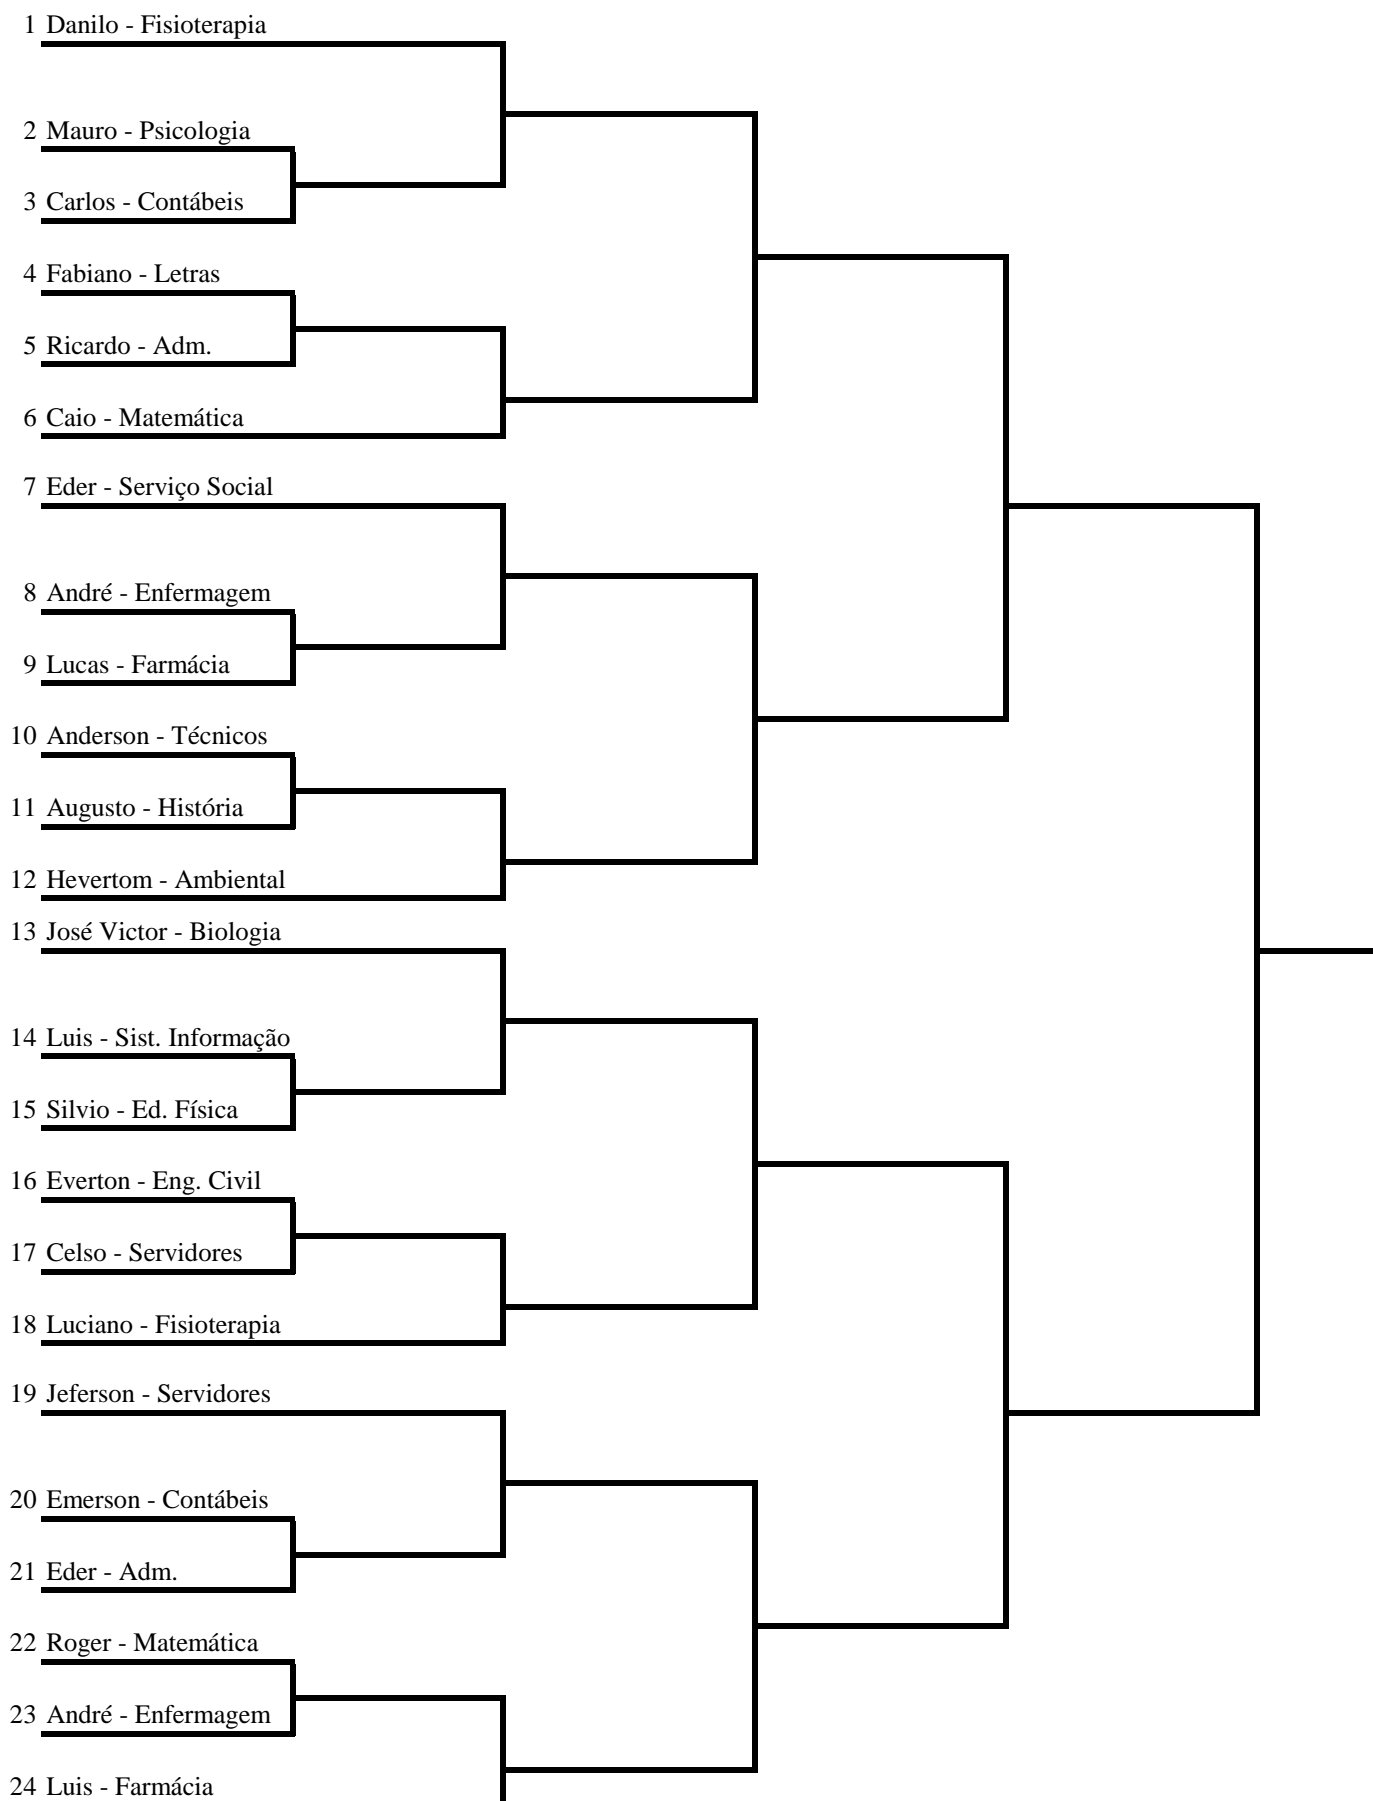 1 Danilo - Fisioterapia
2 Mauro - Psicologia
3 Carlos - Contábeis
4 Fabiano - Letras
5 Ricardo - Adm.
6 Caio - Matemática
7 Eder - Serviço Social
8 André - Enfermagem
9 Lucas - Farmácia
10 Anderson - Técnicos
11 Augusto - História
12 Hevertom - Ambiental
13 José Victor - Biologia
14 Luis - Sist. Informação
15 Silvio - Ed. Física
16 Everton - Eng. Civil
17 Celso - Servidores
18 Luciano - Fisioterapia
19 Jeferson - Servidores
20 Emerson - Contábeis
21 Eder - Adm.
22 Roger - Matemática
23 André - Enfermagem
24 Luis - Farmácia